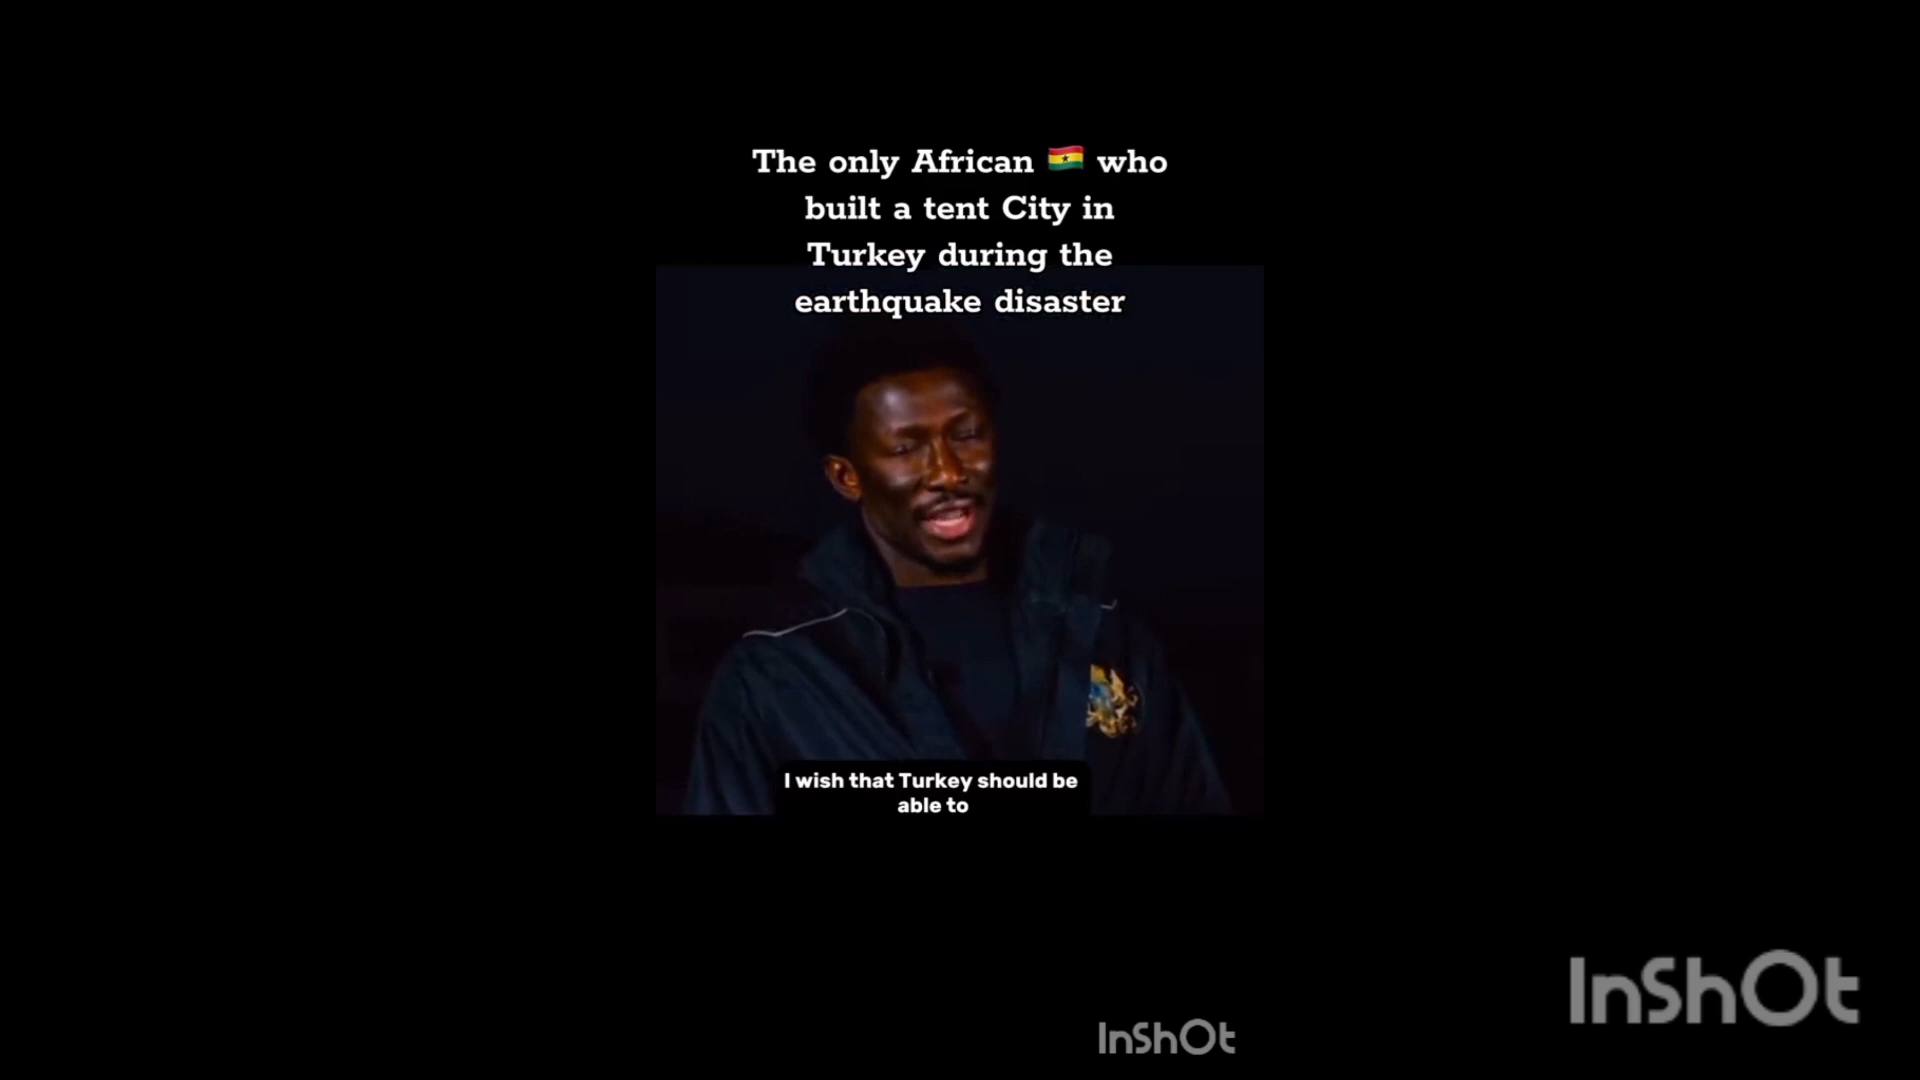 The only African 🇬🇭 who
built a tent City in
Turkey during the
earthquake disaster
I wish that Turkey should be
able to
InShOt
InShOt